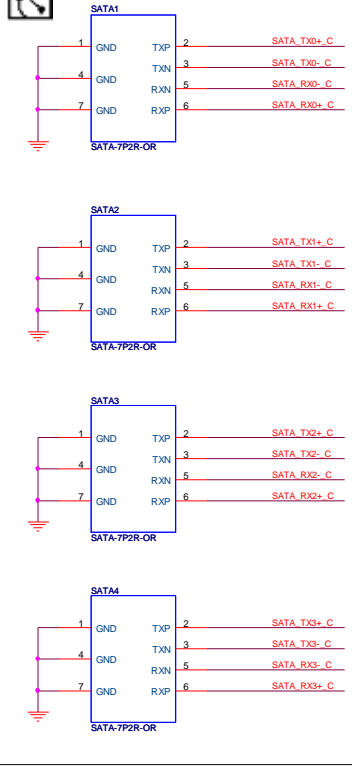 SATA1
1 GND TXP 2 SATA_TX0+_C
TXN 3 SATA_TX0-_C
4 GND
RXN 5 SATA_RX0-_C
7 GND RXP 6 SATA_RX0+_C
SATA-7P2R-OR
SATA2
1 GND TXP 2 SATA_TX1+_C
TXN 3 SATA_TX1-_C
4 GND
RXN 5 SATA_RX1-_C
7 GND RXP 6 SATA_RX1+_C
SATA-7P2R-OR
SATA3
1 GND TXP 2 SATA_TX2+_C
TXN 3 SATA_TX2-_C
4 GND
RXN 5 SATA_RX2-_C
7 GND RXP 6 SATA_RX2+_C
SATA-7P2R-OR
SATA4
1 GND TXP 2 SATA_TX3+_C
TXN 3 SATA_TX3-_C
4 GND
RXN 5 SATA_RX3-_C
7 GND RXP 6 SATA_RX3+_C
SATA-7P2R-OR